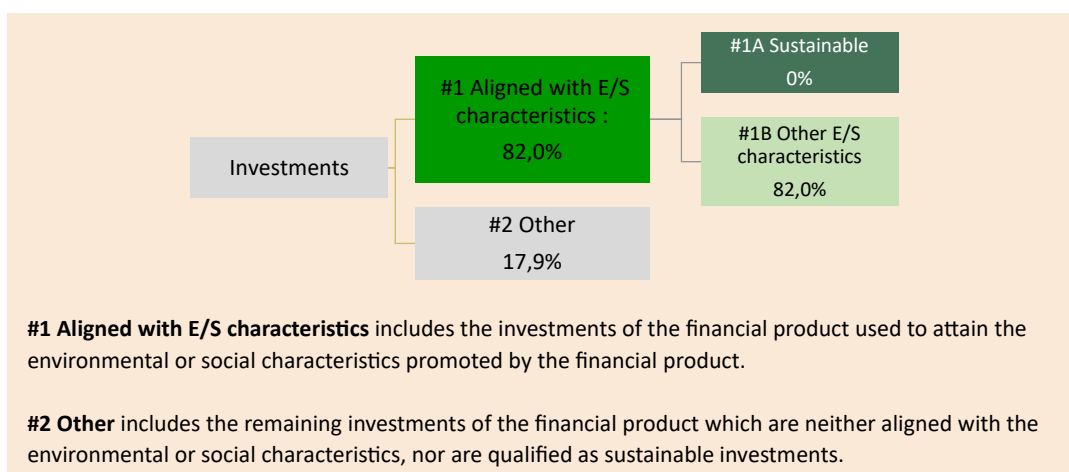 #1A Sustainable
0%
#1 Aligned with E/S
characteristics :
82,0%
#1B Other E/S
characteristics
82,0%
Investments
#2 Other
17,9%
#1 Aligned with E/S characteristics includes the investments of the financial product used to attain the
environmental or social characteristics promoted by the financial product.
#2 Other includes the remaining investments of the financial product which are neither aligned with the
environmental or social characteristics, nor are qualified as sustainable investments.